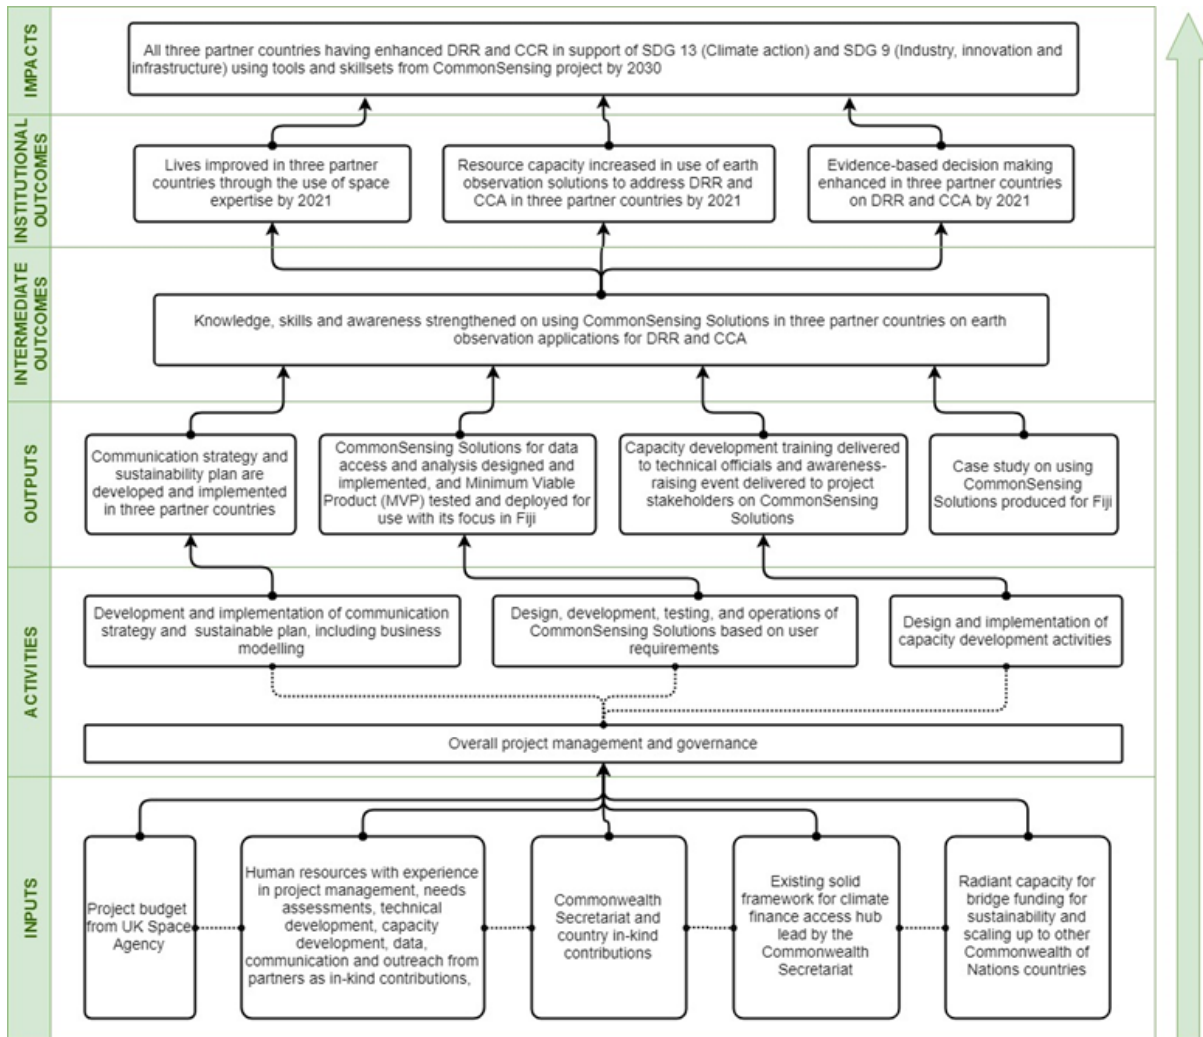 IMPACTS
All three partner countries having enhanced DRR and CCR in support of SDG 13 (Climate action) and SDG 9 (Industry, innovation and
infrastructure) using tools and skillsets from CommonSensing project by 2030
INSTITUTIONAL
OUTCOMES
Lives improved in three partner
countries through the use of space
expertise by 2021
Resource capacity increased in use of earth
observation solutions to address DRR and
CCA in three partner countries by 2021
Evidence-based decision making
enhanced in three partner countries
on DRR and CCA by 2021
INTERMEDIATE
OUTCOMES
Knowledge, skills and awareness strengthened on using CommonSensing Solutions in three partner countries on earth
observation applications for DRR and CCA
OUTPUTS
Communication strategy and
sustainability plan are
developed and implemented
in three partner countries
CommonSensing Solutions for data
access and analysis designed and
implemented, and Minimum Viable
Product (MVP) tested and deployed for
use with its focus in Fiji
Capacity development training delivered
to technical officials and awareness-
raising event delivered to project
stakeholders on CommonSensing
Solutions
Case study on using
CommonSensing
Solutions produced for Fiji
ACTIVITIES
Development and implementation of communication
strategy and sustainable plan, including business
modelling
Design, development, testing, and operations of
CommonSensing Solutions based on user
requirements
Design and implementation of
capacity development activities
Overall project management and governance
INPUTS
Project budget
from UK Space
Agency
Human resources with experience
in project management, needs
assessments, technical
development, capacity
development, data,
communication and outreach from
partners as in-kind contributions,
Commonwealth
Secretariat and
country in-kind
contributions
Existing solid
framework for climate
finance access hub
lead by the
Commonwealth
Secretariat
Radiant capacity for
bridge funding for
sustainability and
scaling up to other
Commonwealth of
Nations countries